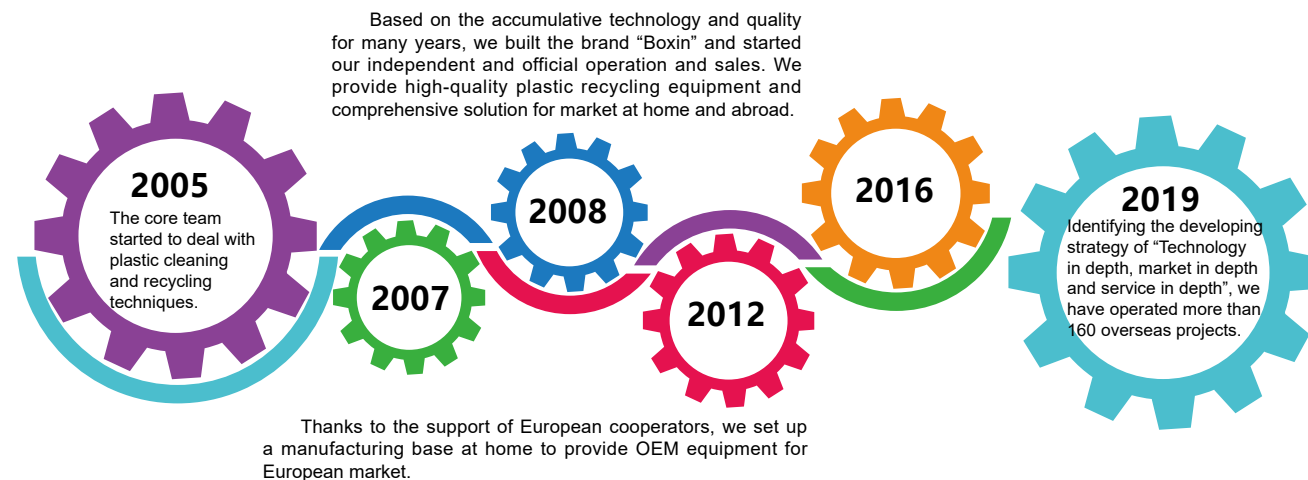 Based on the accumulative technology and quality
for many years, we built the brand “Boxin” and started
our independent and official operation and sales. We
provide high-quality plastic recycling equipment and
comprehensive solution for market at home and abroad.
2005
The core team
started to deal with
plastic cleaning
and recycling
techniques.
2007
2008
2012
2016
2019
Identifying the developing
strategy of “Technology
in depth, market in depth
and service in depth”, we
have operated more than
160 overseas projects.
Thanks to the support of European cooperators, we set up
a manufacturing base at home to provide OEM equipment for
European market.